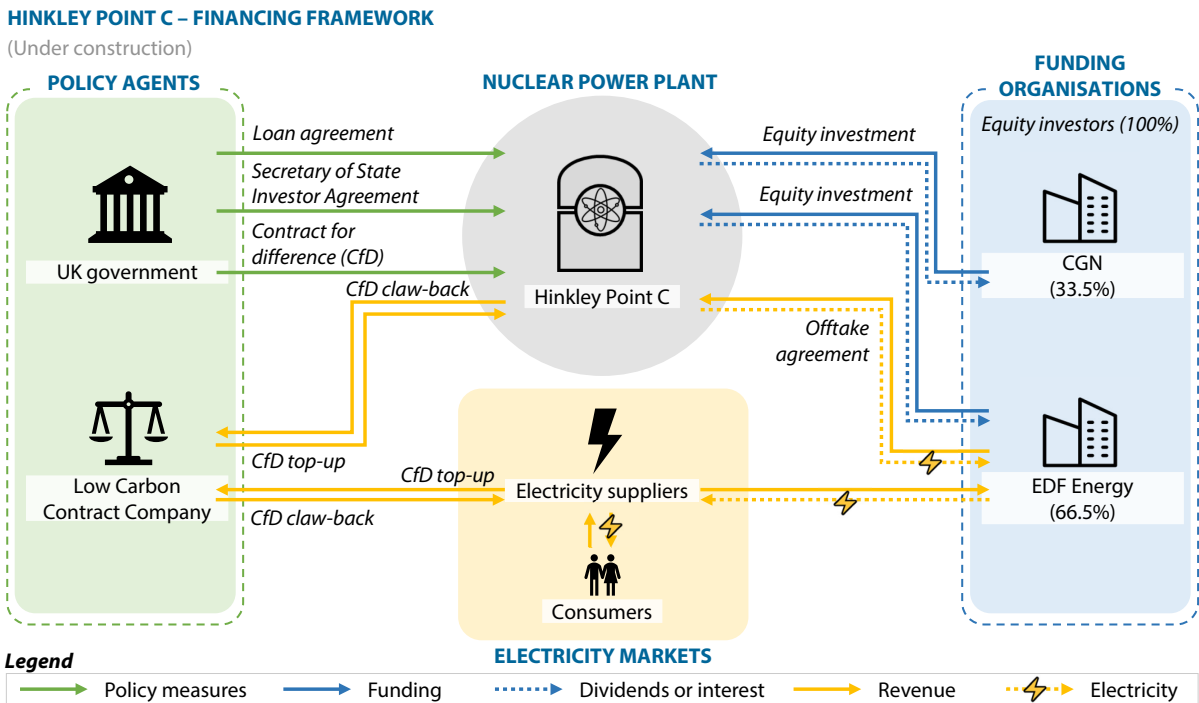 HINKLEY POINT C – FINANCING FRAMEWORK
(Under construction)
POLICY AGENTS
NUCLEAR POWER PLANT
FUNDING
ORGANISATIONS
Equity investors (100%)
Loan agreement
Secretary of State
Investor Agreement
Contract for
difference (CfD)
UK government
CfD claw-back
Hinkley Point C
Equity investment
Equity investment
CGN
(33.5%)
Offtake
agreement
CfD top-up
Low Carbon
Contract Company
CfD top-up
CfD claw-back
Electricity suppliers
EDF Energy
(66.5%)
Consumers
ELECTRICITY MARKETS
Legend
Policy measures
Funding
Dividends or interest
Revenue
Electricity